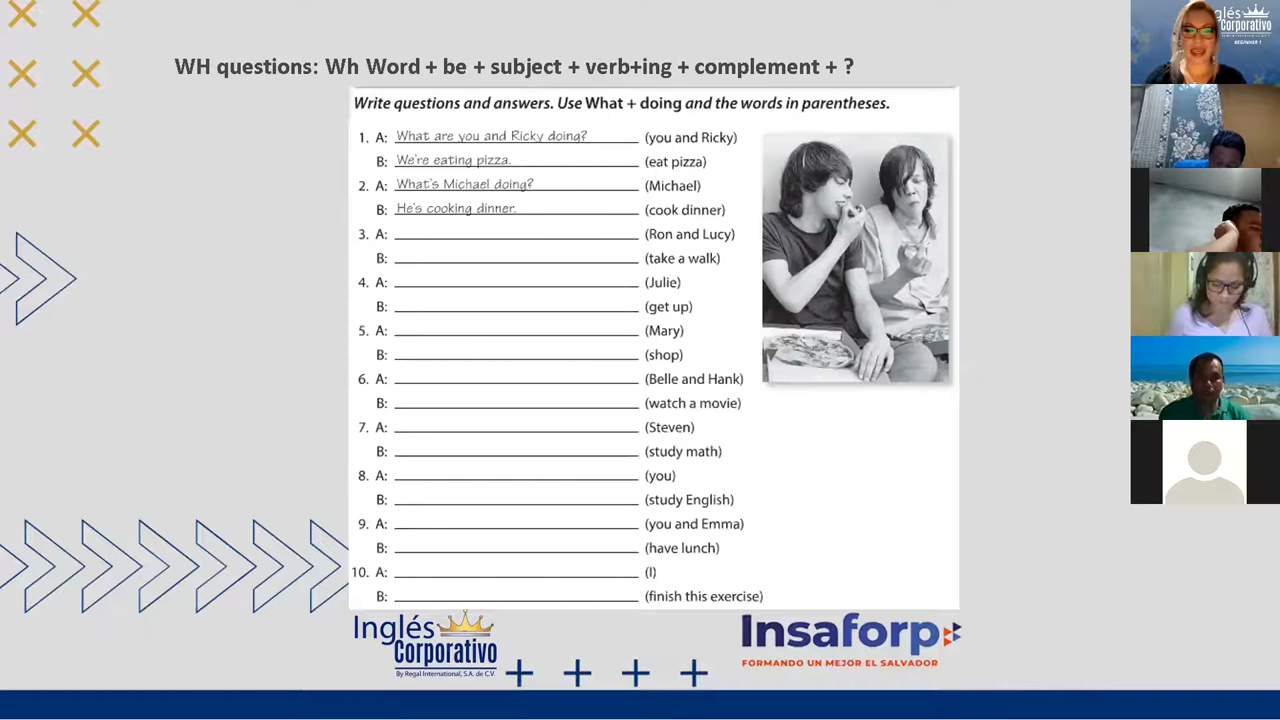 WH questions: Wh Word + be + subject + verb+ing + complement + ?
Write questions and answers. Use What + doing and the words in parentheses.
1. A: What are you and Ricky doing? (you and Ricky)
B: We're eating pizza. (eat pizza)
2. A: What's Michael doing? (Michael)
B: He's cooking dinner. (cook dinner)
3. A: (Ron and Lucy)
B: (take a walk)
4. A: (Julie)
B: (get up)
5. A: (Mary)
B: (shop)
6. A: (Belle and Hank)
B: (watch a movie)
7. A: (Steven)
B: (study math)
8. A: (you)
B: (study English)
9. A: (you and Emma)
B: (have lunch)
10. A: (I)
B: (finish this exercise)
Inglés
Corporativo
By Regal International, S.A. de C.V.
Insaforp
FORMANDO UN MEJOR EL SALVADOR
glés
Corporativo
BEGINNER 1